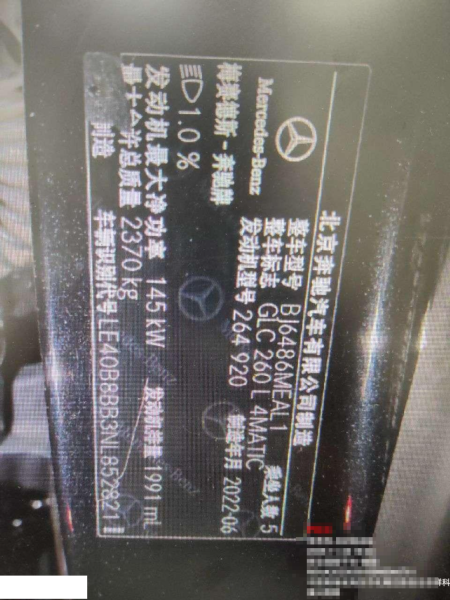 北京奔驰汽车有限公司制造
Mercedes-Benz
整车型号 BJ6486MEAL1 乘坐人数 5
整车标志 GLC 260 L 4MATIC
梅赛德斯-奔驰牌
发动机型号 264 920 制造年月 2022-06
1.0 %
发动机最大净功率 145 kW 发动机排量 1991 mL
最大允许总质量 2370 kg
车辆识别代号 LE40B8BB3NL852821
制造